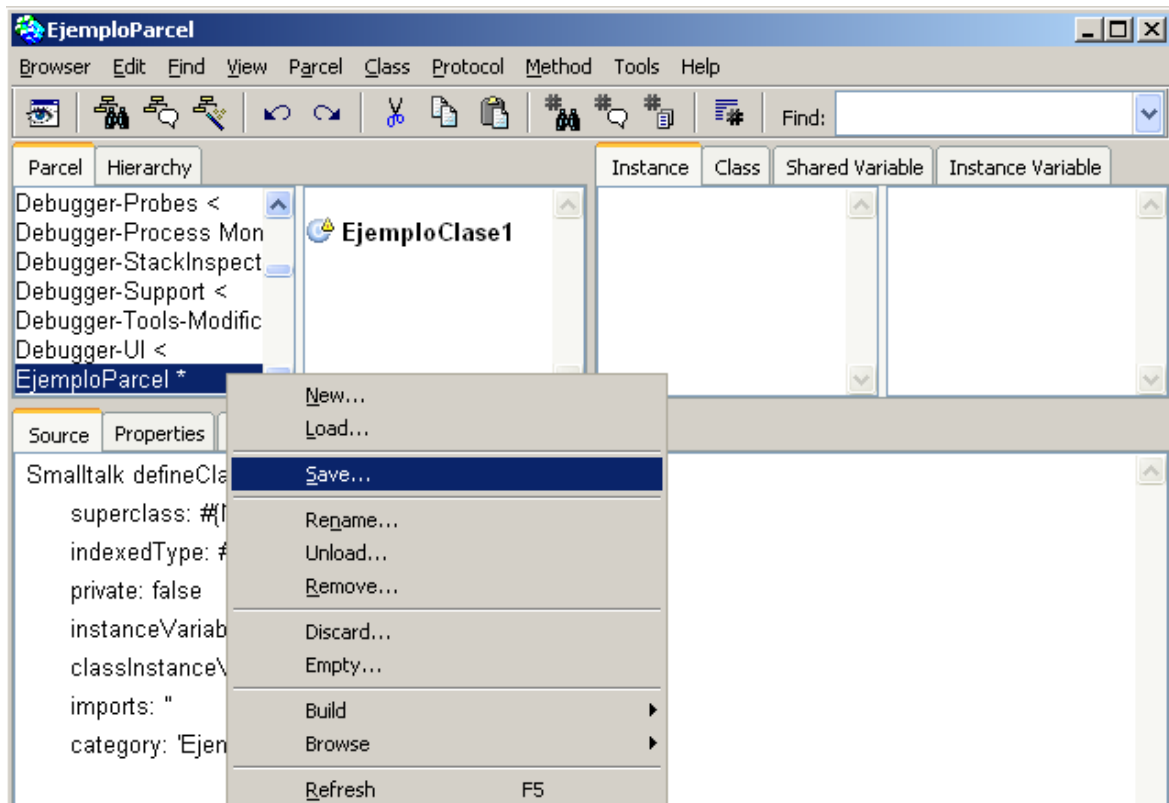 EjemploParcel
Browser Edit Find View Parcel Class Protocol Method Tools Help
Find:
Parcel Hierarchy
Instance Class Shared Variable Instance Variable
Debugger-Probes <
Debugger-Process Mon
Debugger-StackInspect
Debugger-Support <
Debugger-Tools-Modific
Debugger-UI <
EjemploParcel *
EjemploClase1
New...
Load...
Save...
Rename...
Unload...
Remove...
Discard...
Empty...
Build
Browse
Refresh F5
Source Properties
Smalltalk defineCla
superclass: #{
indexedType: #
private: false
instanceVariab
classInstance
imports: ''
category: 'Ejen